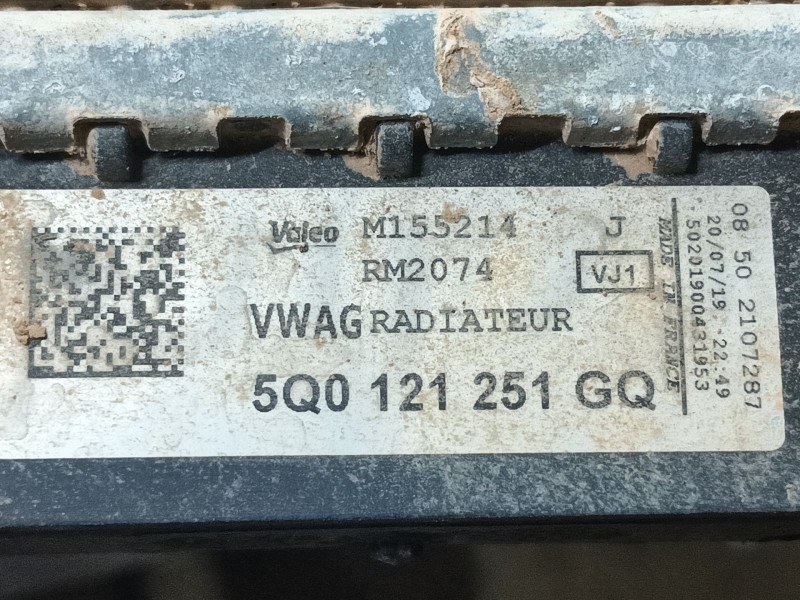 Valeo M155214 J
RM2074 VJ1
VWAG RADIATEUR
5Q0 121 251 GQ
MADE IN FRANCE
*50201900431953
20/07/19 -22:49
08 50 2107287